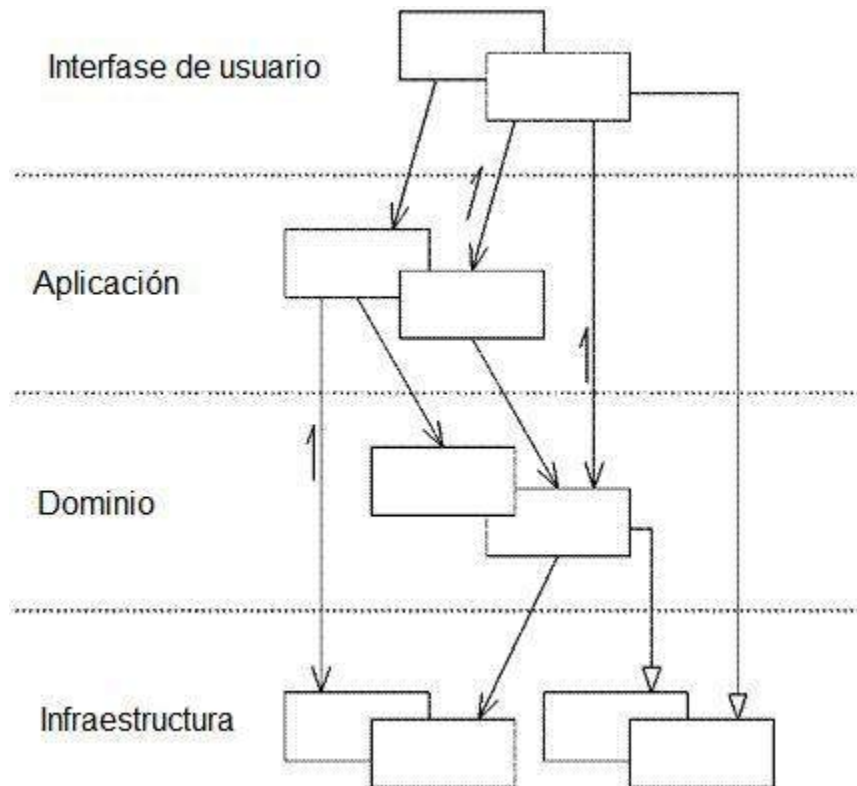 Interfase de usuario
Aplicación
Dominio
Infraestructura